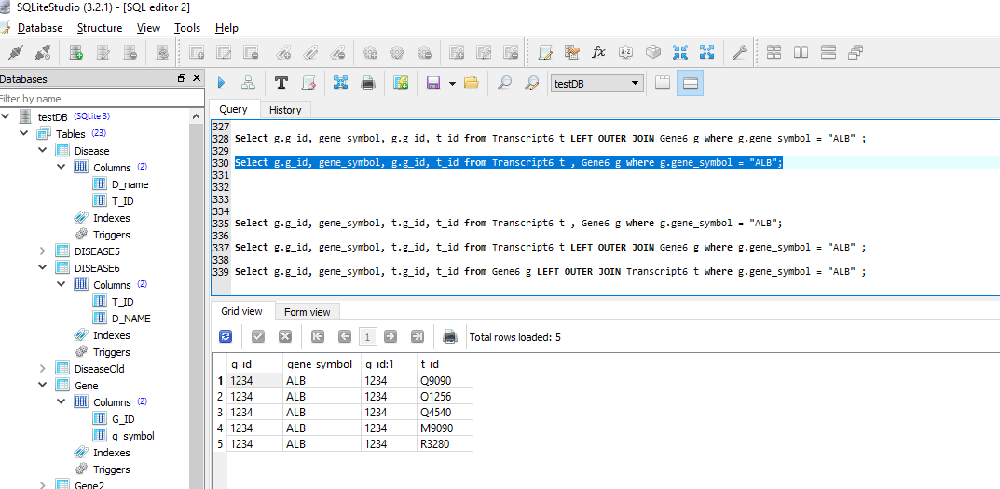 SQLiteStudio (3.2.1) - [SQL editor 2]
Database Structure View Tools Help
Databases
Filter by name
testDB (SQLite 3)
Tables (23)
Disease
Columns (2)
D_name
T_ID
Indexes
Triggers
DISEASE5
DISEASE6
Columns (2)
T_ID
D_NAME
Indexes
Triggers
DiseaseOld
Gene
Columns (2)
G_ID
g_symbol
Indexes
Triggers
Gene2
testDB
Query History
327
328 Select g.g_id, gene_symbol, g.g_id, t_id from Transcript6 t LEFT OUTER JOIN Gene6 g where g.gene_symbol = "ALB" ;
329
330 Select g.g_id, gene_symbol, g.g_id, t_id from Transcript6 t , Gene6 g where g.gene_symbol = "ALB";
331
332
333
334
335 Select g.g_id, gene_symbol, t.g_id, t_id from Transcript6 t , Gene6 g where g.gene_symbol = "ALB";
336
337 Select g.g_id, gene_symbol, t.g_id, t_id from Transcript6 t LEFT OUTER JOIN Gene6 g where g.gene_symbol = "ALB" ;
338
339 Select g.g_id, gene_symbol, t.g_id, t_id from Gene6 g LEFT OUTER JOIN Transcript6 t where g.gene_symbol = "ALB" ;
Grid view Form view
1 Total rows loaded: 5
g_id gene_symbol g_id:1 t_id
1 1234 ALB 1234 Q9090
2 1234 ALB 1234 Q1256
3 1234 ALB 1234 Q4540
4 1234 ALB 1234 M9090
5 1234 ALB 1234 R3280